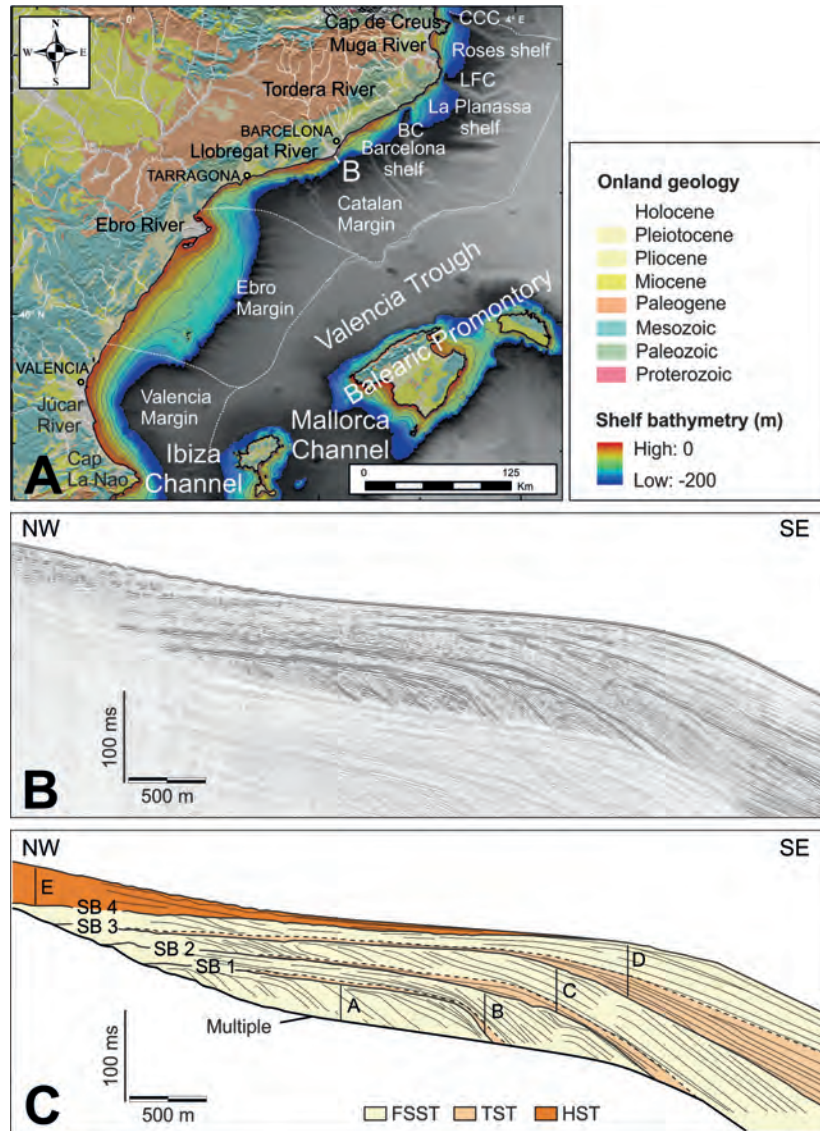 N
W E
S
0°
4° E
CCC
Cap de Creus
Muga River
Roses shelf
Tordera River
LFC
La Planassa
shelf
BARCELONA
BC
Llobregat River
Barcelona
shelf
B
TARRAGONA
Catalan
Margin
Ebro River
Ebro
Margin
40° N
Valencia Trough
Balearic Promontory
VALENCIA
Valencia
Margin
Júcar
River
Mallorca
Channel
Ibiza
Channel
Cap
La Nao
A
0 125
Km
Onland geology
Holocene
Pleiotocene
Pliocene
Miocene
Paleogene
Mesozoic
Paleozoic
Proterozoic
Shelf bathymetry (m)
High: 0
Low: -200
NW SE
100 ms
500 m
B
NW SE
E
SB 4
SB 3
SB 2
SB 1
A
B
C
D
Multiple
100 ms
500 m
C
FSST TST HST